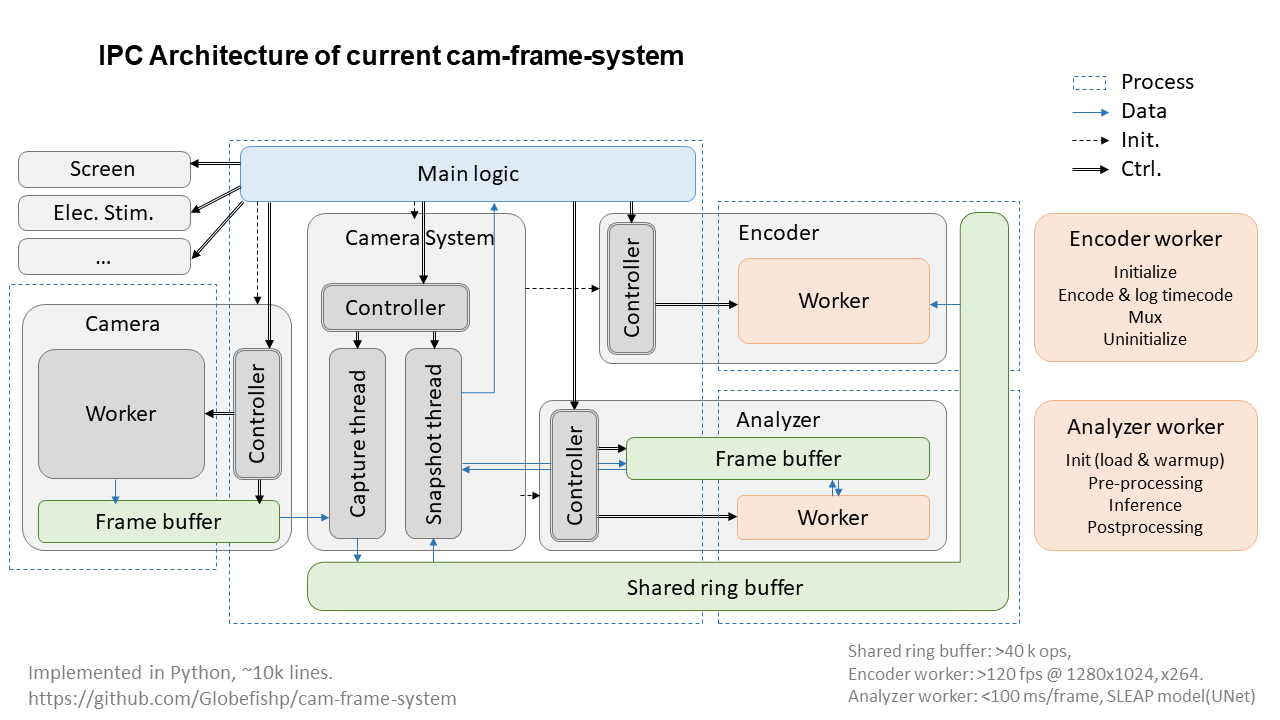 IPC Architecture of current cam-frame-system
Process
Data
Init.
Ctrl.
Screen
Elec. Stim.
...
Main logic
Camera
Worker
Controller
Frame buffer
Camera System
Controller
Capture thread
Snapshot thread
Encoder
Controller
Worker
Analyzer
Controller
Frame buffer
Worker
Shared ring buffer
Encoder worker
Initialize
Encode & log timecode
Mux
Uninitialize
Analyzer worker
Init (load & warmup)
Pre-processing
Inference
Postprocessing
Implemented in Python, ~10k lines.
https://github.com/Globefishp/cam-frame-system
Shared ring buffer: >40 k ops,
Encoder worker: >120 fps @ 1280x1024, x264.
Analyzer worker: <100 ms/frame, SLEAP model(UNet)